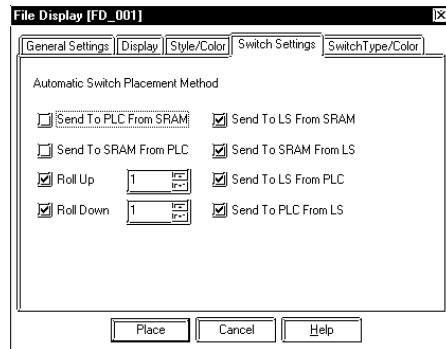 File Display [FD_001]
General Settings Display Style/Color Switch Settings SwitchType/Color
Automatic Switch Placement Method
Send To PLC From SRAM Send To LS From SRAM
Send To SRAM From PLC Send To SRAM From LS
Roll Up 1 Send To LS From PLC
Roll Down 1 Send To PLC From LS
Place Cancel Help